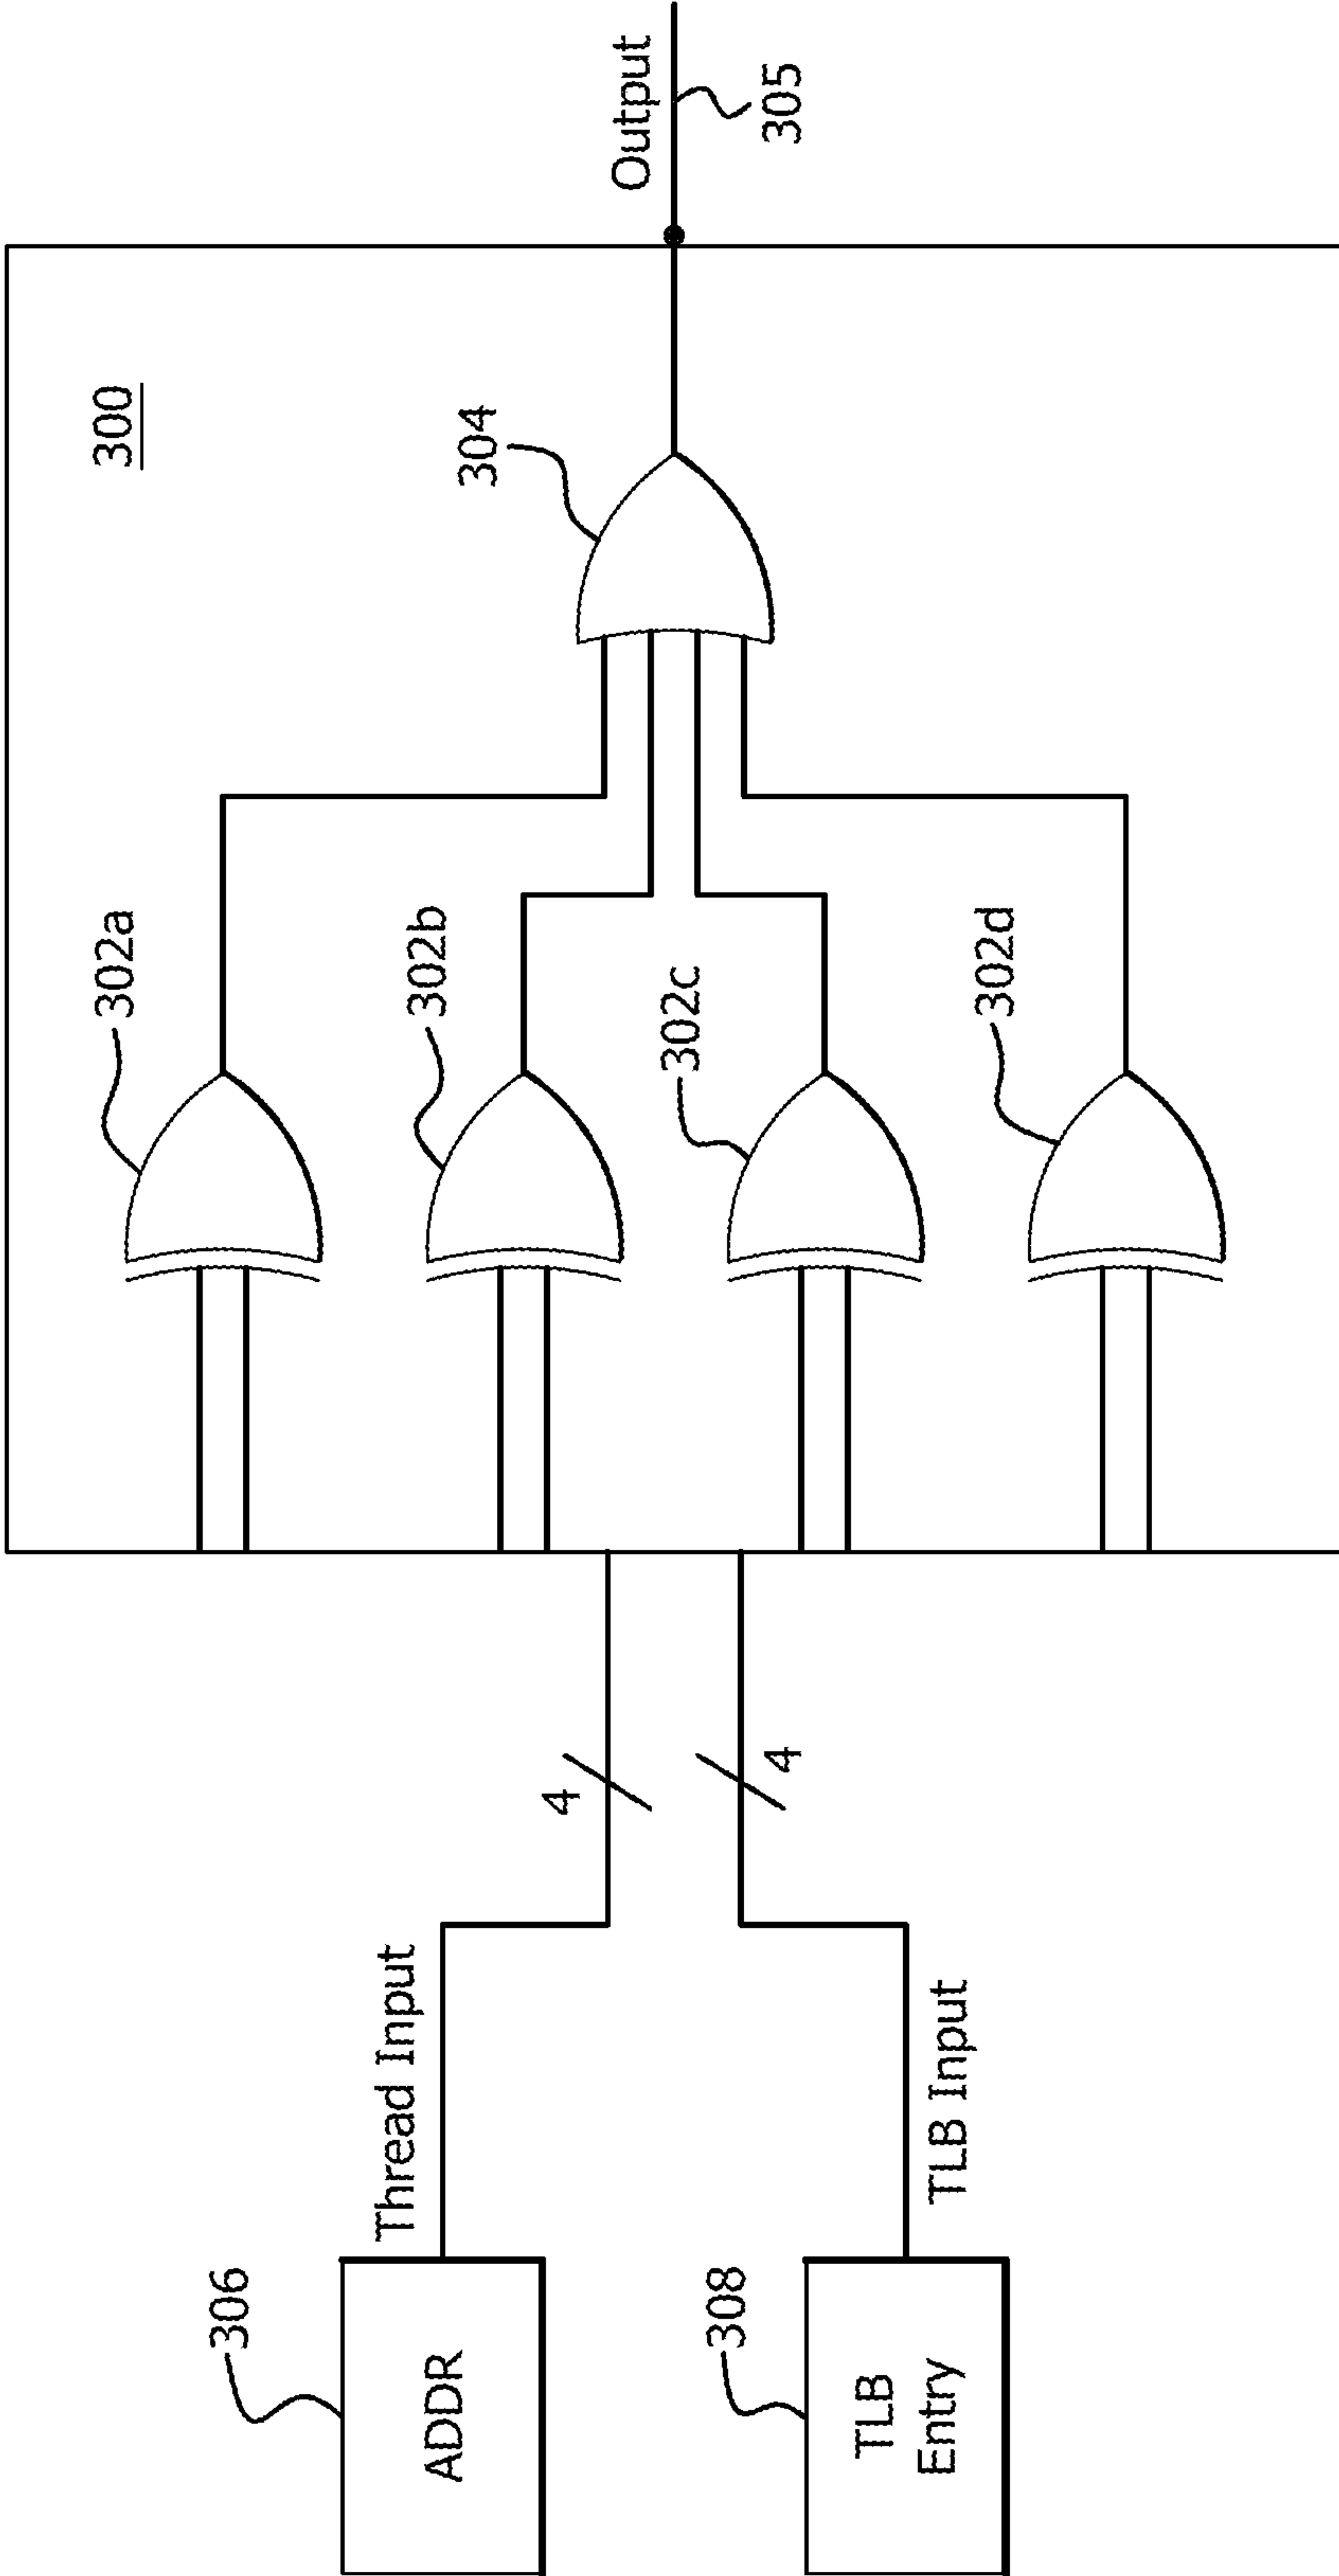 306
ADDR
Thread Input
4
308
TLB
Entry
TLB Input
4
300
302a
302b
302c
302d
304
Output
305